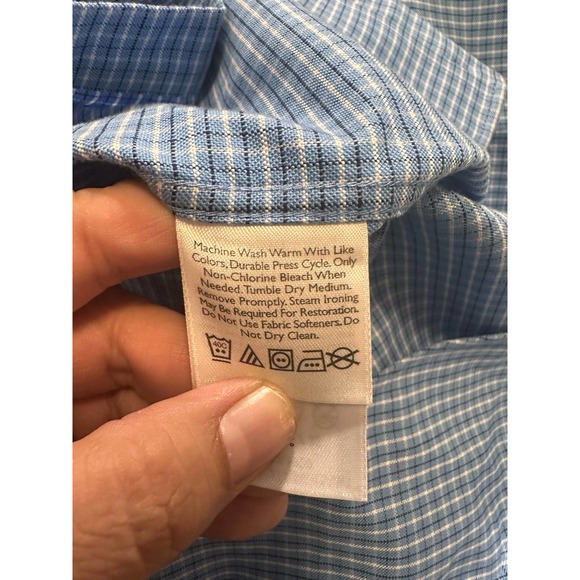 Machine Wash Warm With Like
Colors, Durable Press Cycle. Only
Non-Chlorine Bleach When
Needed. Tumble Dry Medium.
Remove Promptly. Steam Ironing
May Be Required For Restoration.
Do Not Use Fabric Softeners. Do
Not Dry Clean.
40C